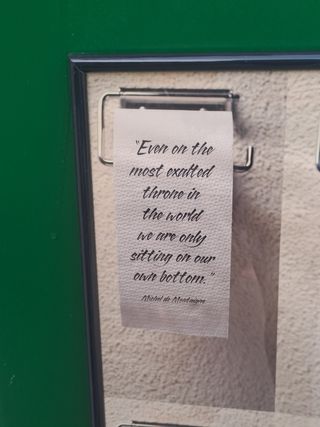 "Even on the
most exalted
throne in
the world
we are only
sitting on our
own bottom."
Michel de Montaigne